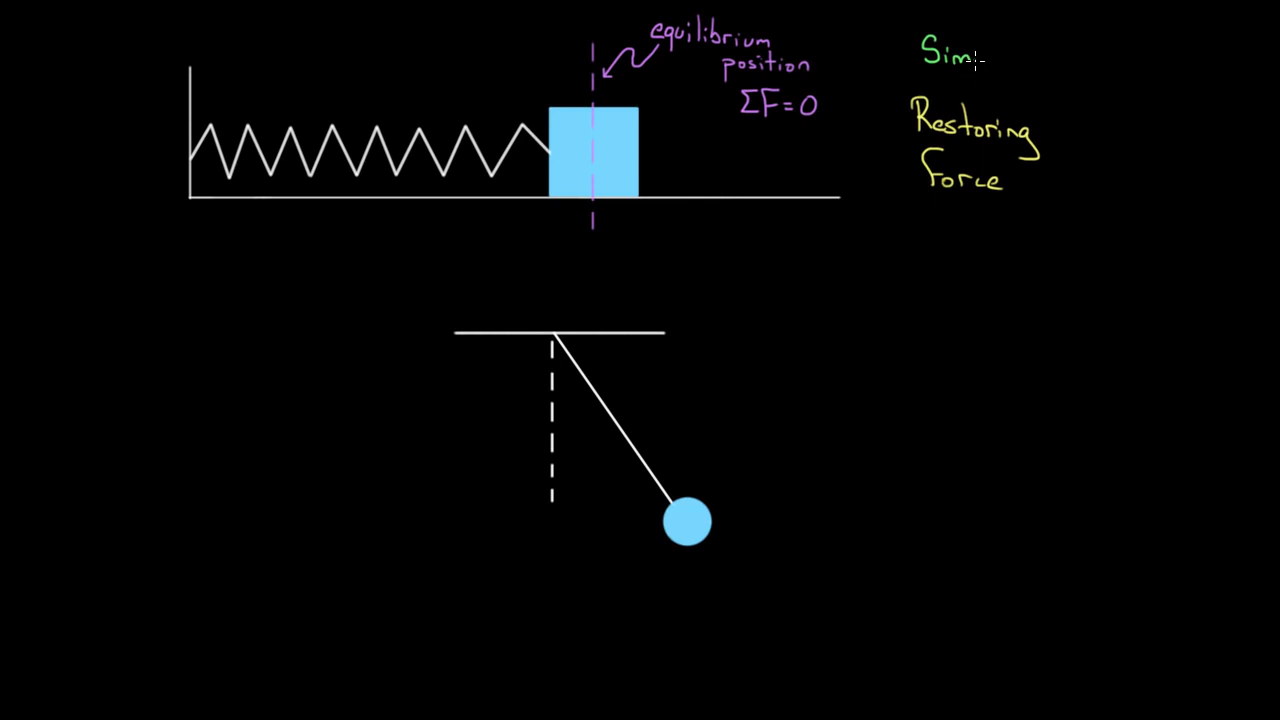 equilibrium
position
ΣF=0
Sim
Restoring
Force